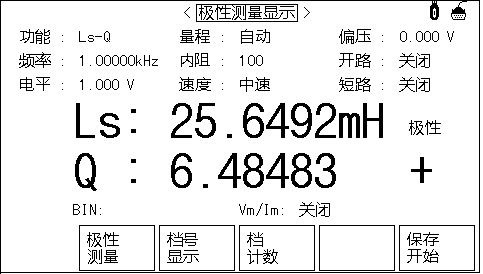 <极性测量显示>
功能 : Ls-Q 量程 : 自动 偏压 : 0.000 V
频率 : 1.00000kHz 内阻 : 100 开路 : 关闭
电平 : 1.000 V 速度 : 中速 短路 : 关闭
Ls: 25.6492mH 极性
Q : 6.48483 +
BIN: Vm/Im: 关闭
极性 档号 档 保存
测量 显示 计数 开始